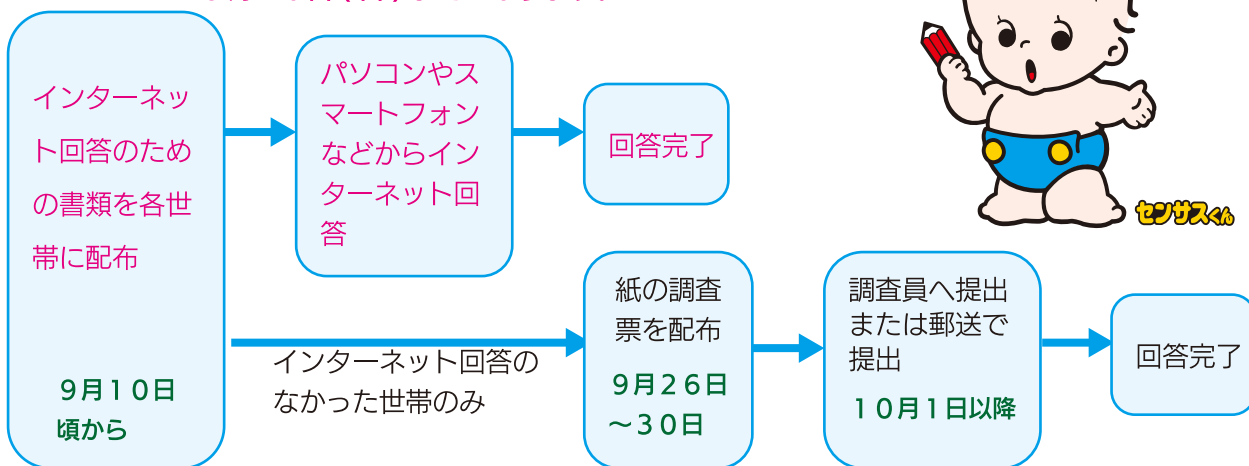 インターネッ
ト回答のため
の書類を各世
帯に配布
9月10日
頃から
パソコンやス
マートフォン
などからイン
ターネット回
答
回答完了
インターネット回答の
なかった世帯のみ
紙の調査
票を配布
9月26日
～30日
調査員へ提出
または郵送で
提出
10月1日以降
回答完了
センサスくん